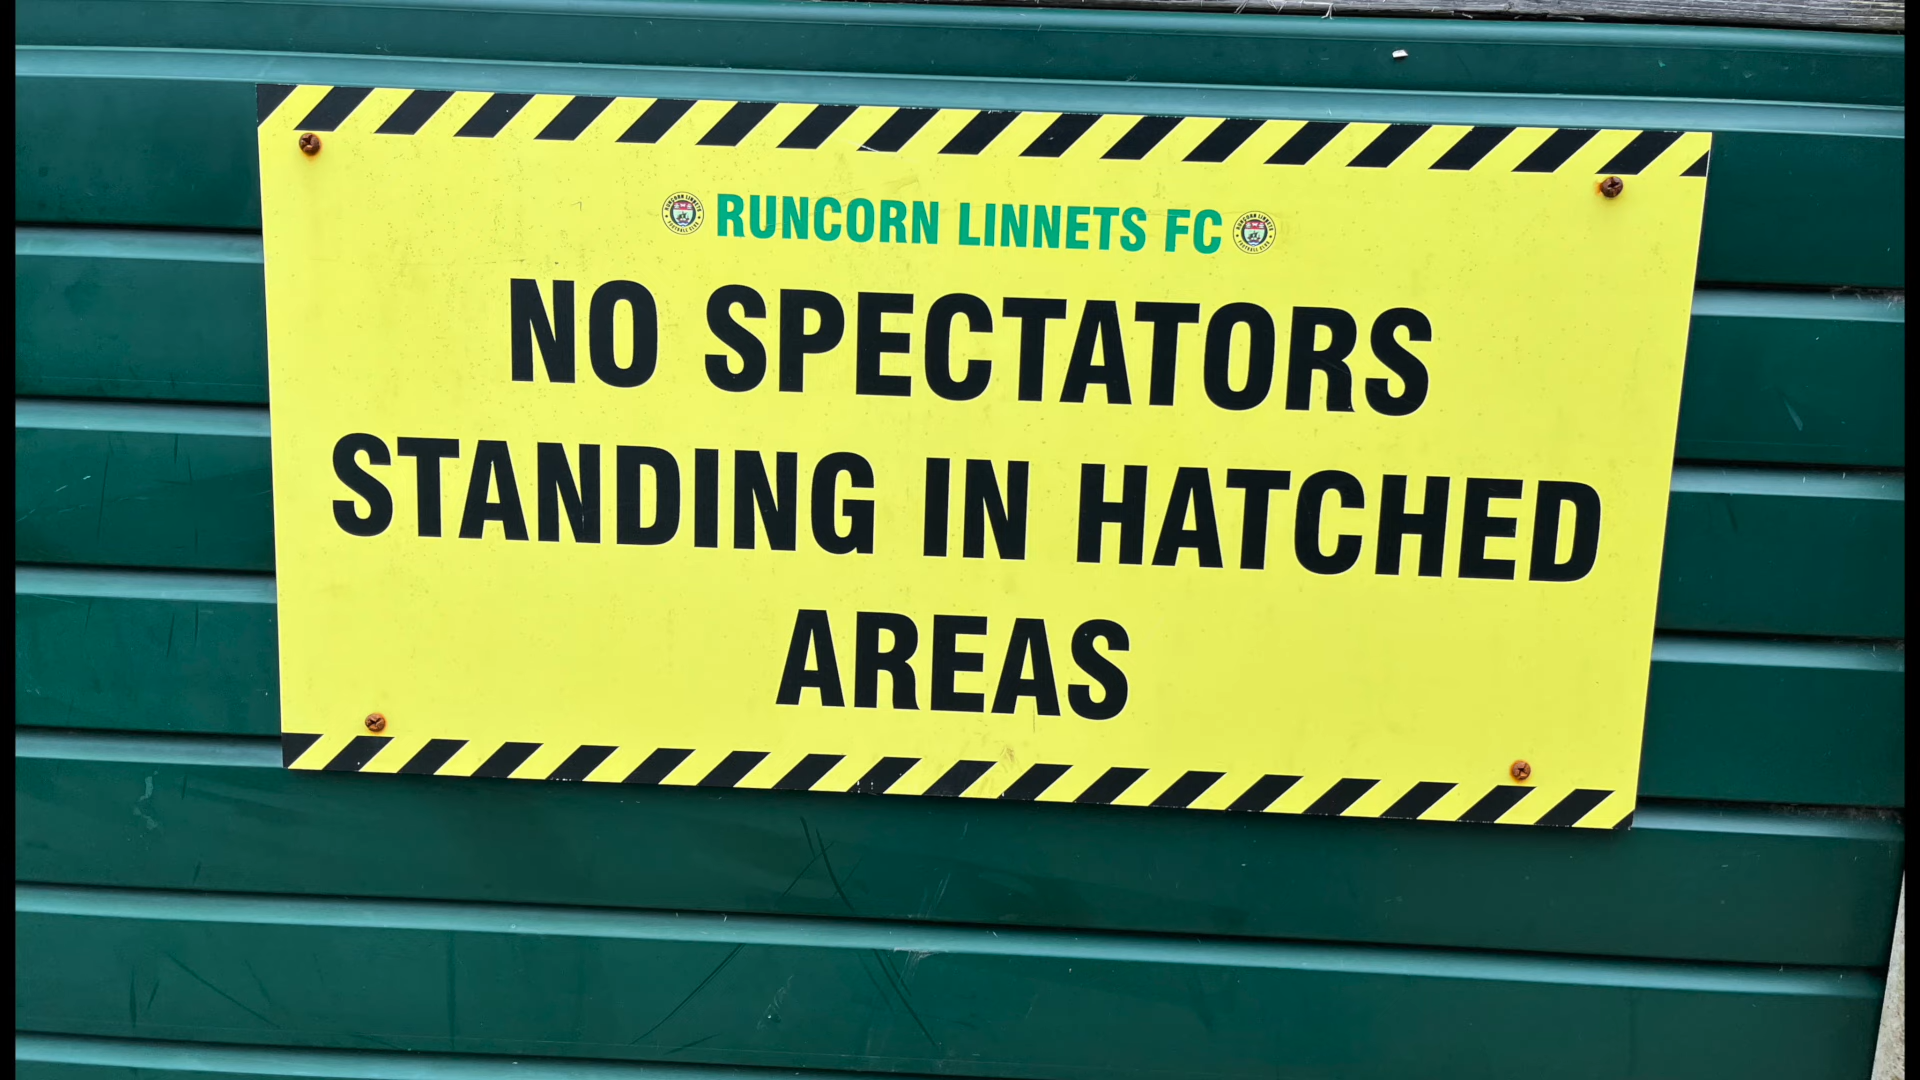 RUNCORN LINNETS FC
NO SPECTATORS
STANDING IN HATCHED
AREAS